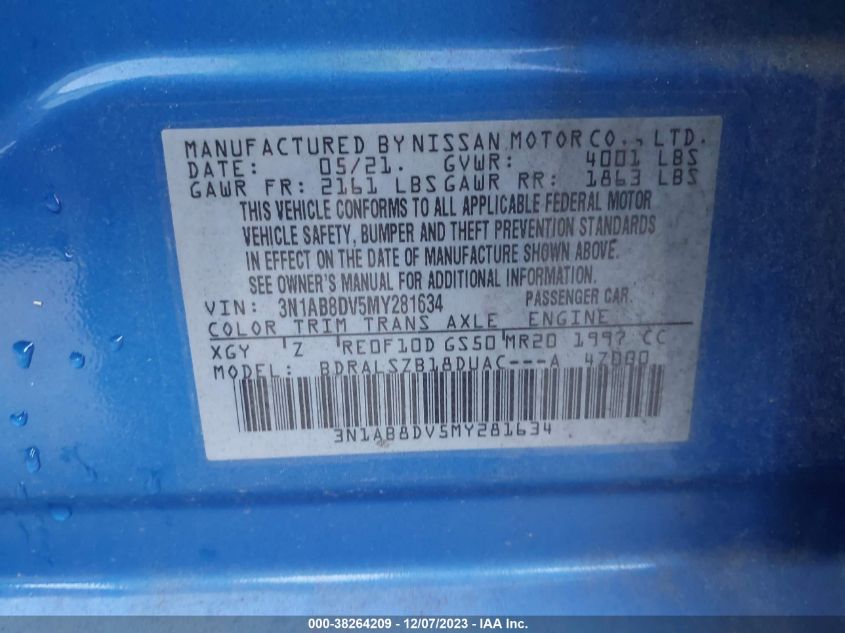 MANUFACTURED BY NISSAN MOTOR CO., LTD.
DATE: 05/21. GVWR: 4001 LBS
GAWR FR: 2161 LBS GAWR RR: 1863 LBS
THIS VEHICLE CONFORMS TO ALL APPLICABLE FEDERAL MOTOR
VEHICLE SAFETY, BUMPER AND THEFT PREVENTION STANDARDS
IN EFFECT ON THE DATE OF MANUFACTURE SHOWN ABOVE.
SEE OWNER'S MANUAL FOR ADDITIONAL INFORMATION.
VIN: 3N1AB8DV5MY281634 PASSENGER CAR.
COLOR TRIM TRANS AXLE ENGINE
XGY Z RE0F10D GS50 MR20 1997 CC
MODEL: BDRALSZB18DUAC---A 47080
3N1AB8DV5MY281634
000-38264209 - 12/07/2023 - IAA Inc.